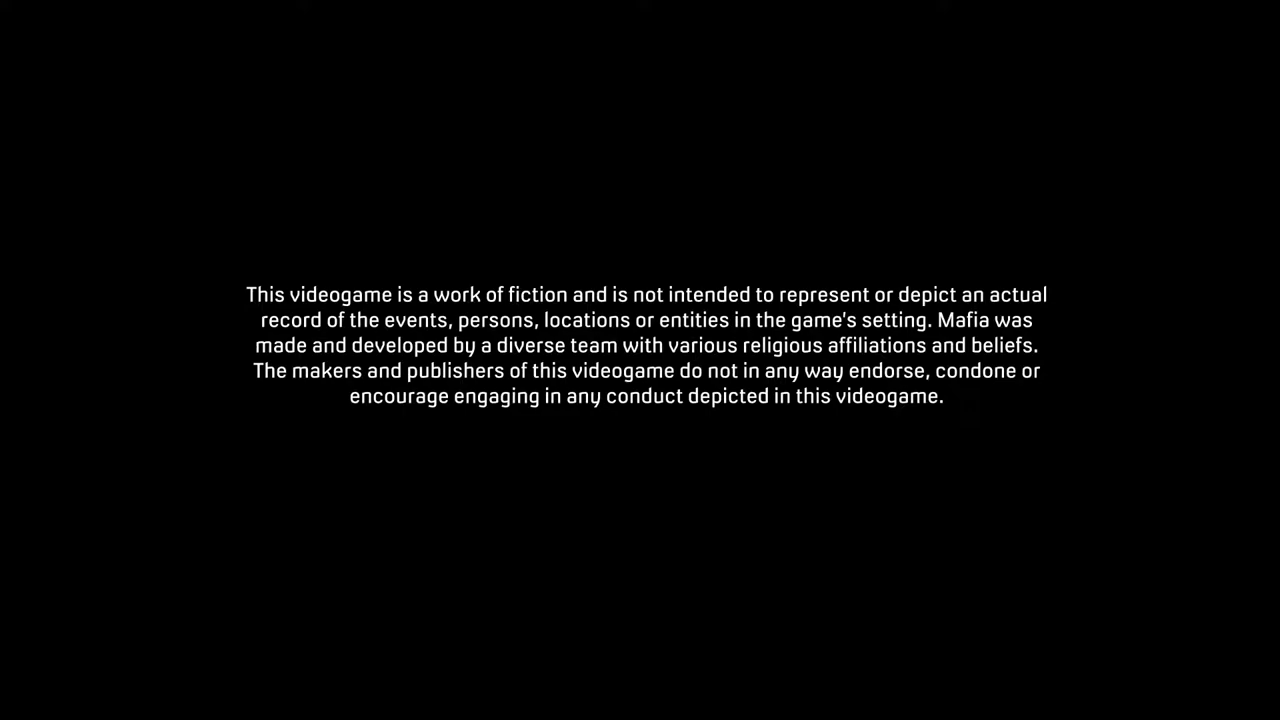 This videogame is a work of fiction and is not intended to represent or depict an actual
record of the events, persons, locations or entities in the game's setting. Mafia was
made and developed by a diverse team with various religious affiliations and beliefs.
The makers and publishers of this videogame do not in any way endorse, condone or
encourage engaging in any conduct depicted in this videogame.